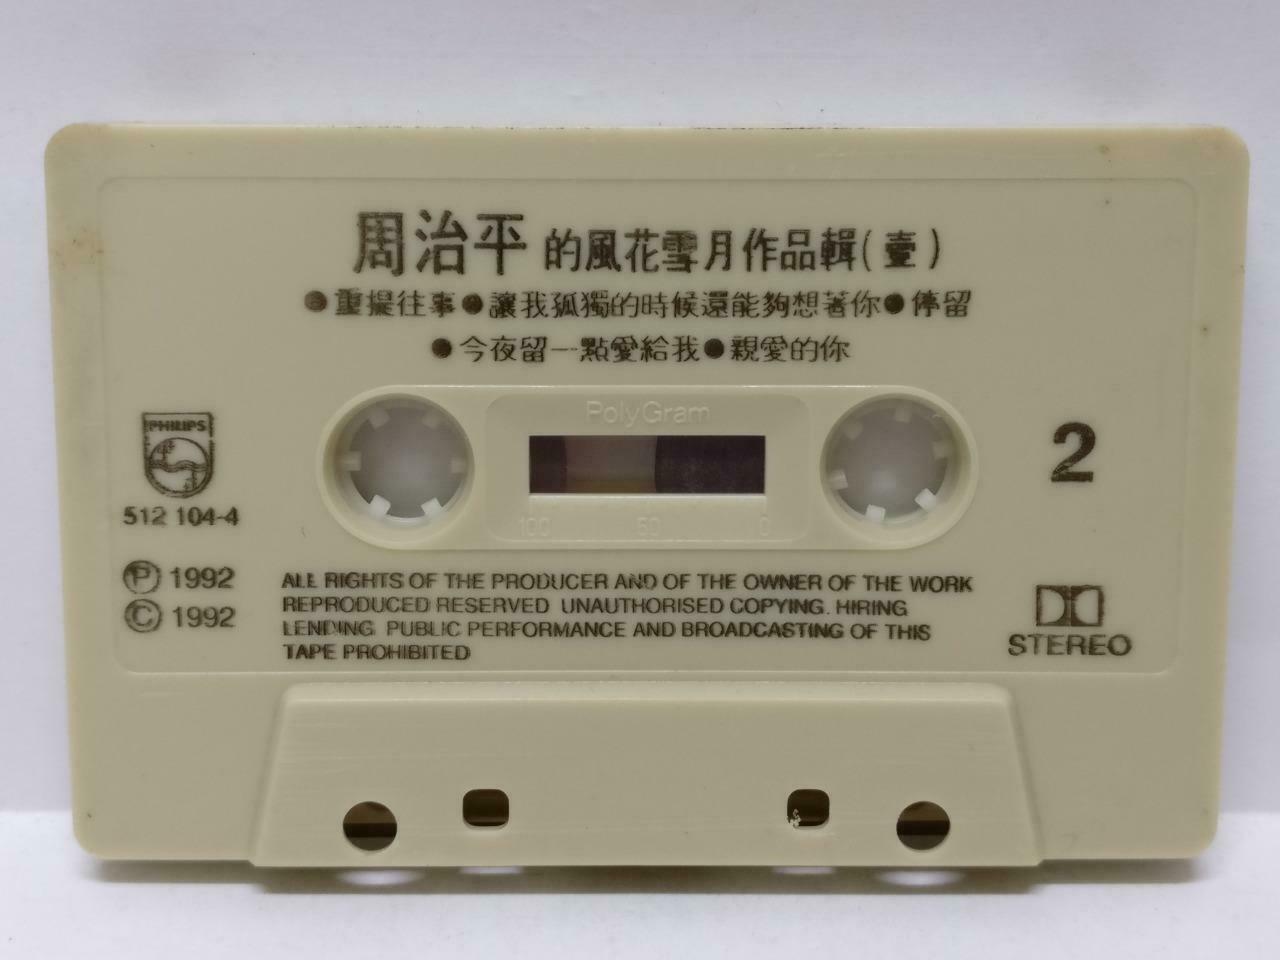 周治平的風花雪月作品輯(壹)
●重提往事●讓我孤獨的時候還能夠想著你●停留
●今夜留一點愛給我●親愛的你
PolyGram
PHILIPS
2
512 104-4
100 50 0
Ⓟ 1992
© 1992
ALL RIGHTS OF THE PRODUCER AND OF THE OWNER OF THE WORK
REPRODUCED RESERVED UNAUTHORISED COPYING. HIRING
LENDING PUBLIC PERFORMANCE AND BROADCASTING OF THIS
TAPE PROHIBITED
STEREO